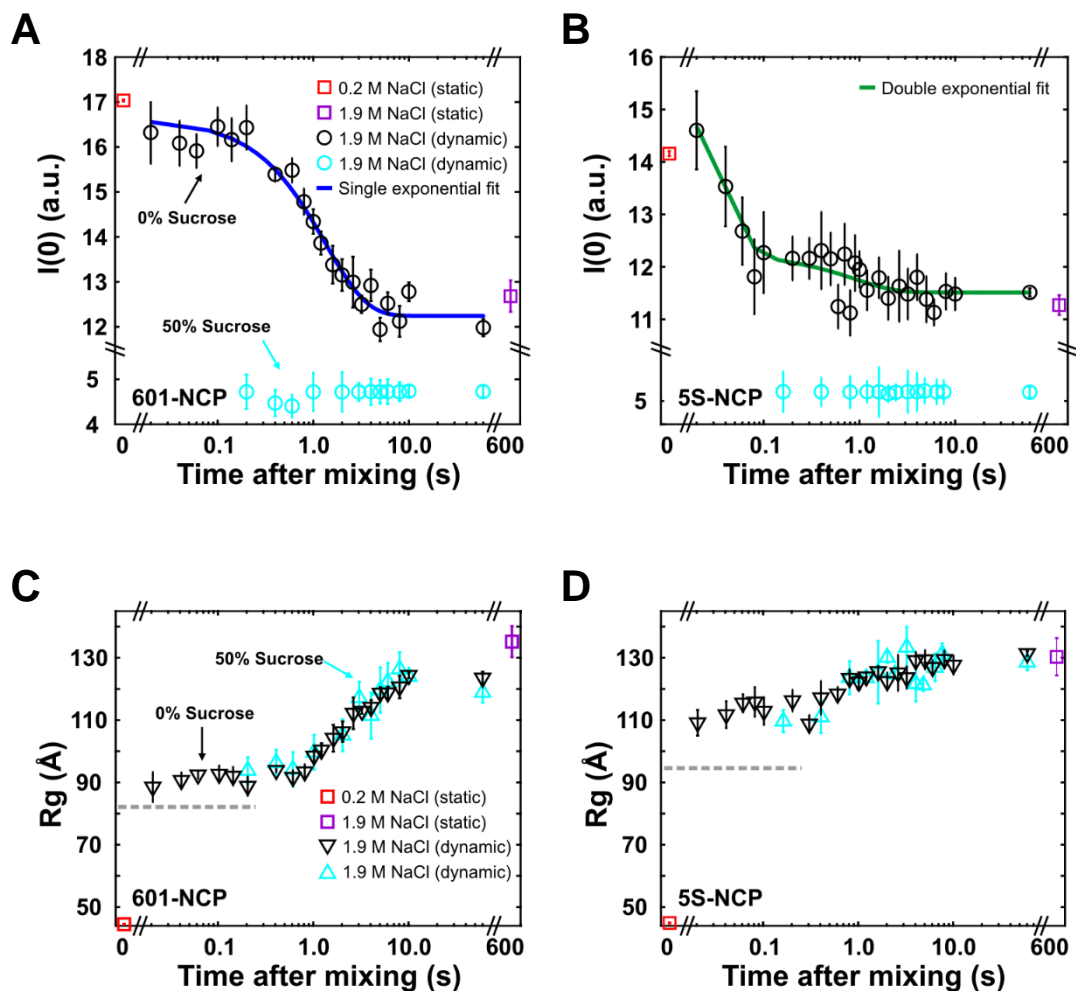 A
I(0) (a.u.)
18
17
16
15
14
13
12
5
4
0.2 M NaCl (static)
1.9 M NaCl (static)
1.9 M NaCl (dynamic)
1.9 M NaCl (dynamic)
Single exponential fit
0% Sucrose
50% Sucrose
601-NCP
0 0.1 1.0 10.0 600
Time after mixing (s)
B
I(0) (a.u.)
16
15
14
13
12
11
5
Double exponential fit
5S-NCP
0 0.1 1.0 10.0 600
Time after mixing (s)
C
Rg (Å)
130
110
90
70
50
50% Sucrose
0% Sucrose
0.2 M NaCl (static)
1.9 M NaCl (static)
1.9 M NaCl (dynamic)
1.9 M NaCl (dynamic)
601-NCP
0 0.1 1.0 10.0 600
Time after mixing (s)
D
Rg (Å)
130
110
90
70
50
5S-NCP
0 0.1 1.0 10.0 600
Time after mixing (s)